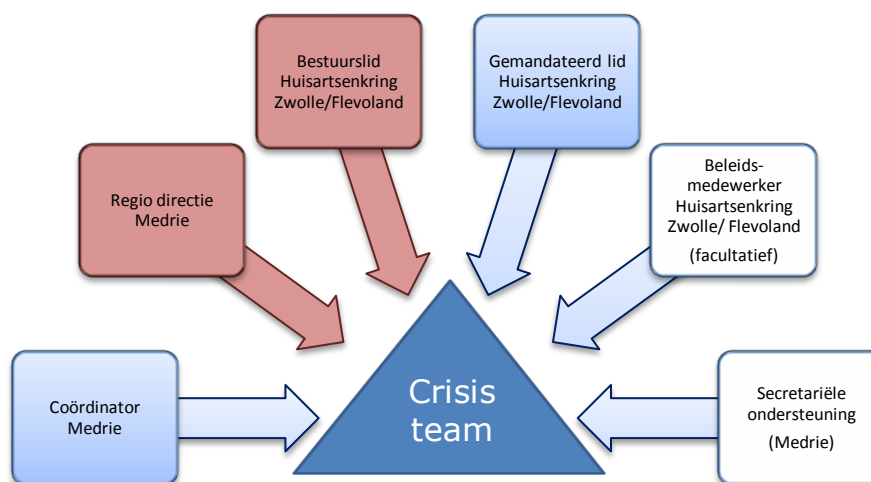 Bestuurslid
Huisartsenkring
Zwolle/Flevoland
Gemandateerd lid
Huisartsenkring
Zwolle/Flevoland
Regio directie
Medrie
Beleids-
medewerker
Huisartsenkring
Zwolle/ Flevoland
(facultatief)
Coördinator
Medrie
Crisis
team
Secretariële
ondersteuning
(Medrie)